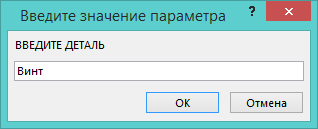 Введите значение параметра ?
ВВЕДИТЕ ДЕТАЛЬ
Винт
ОК Отмена